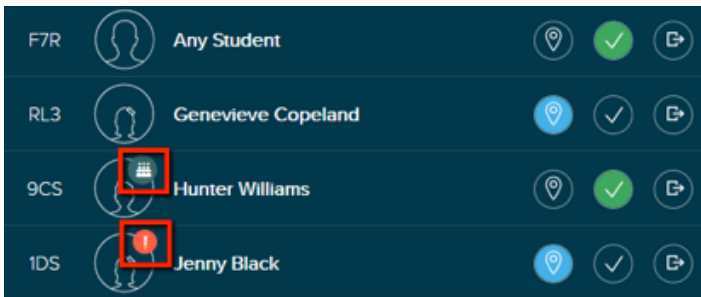 F7R Any Student
RL3 Genevieve Copeland
9CS Hunter Williams
1DS Jenny Black